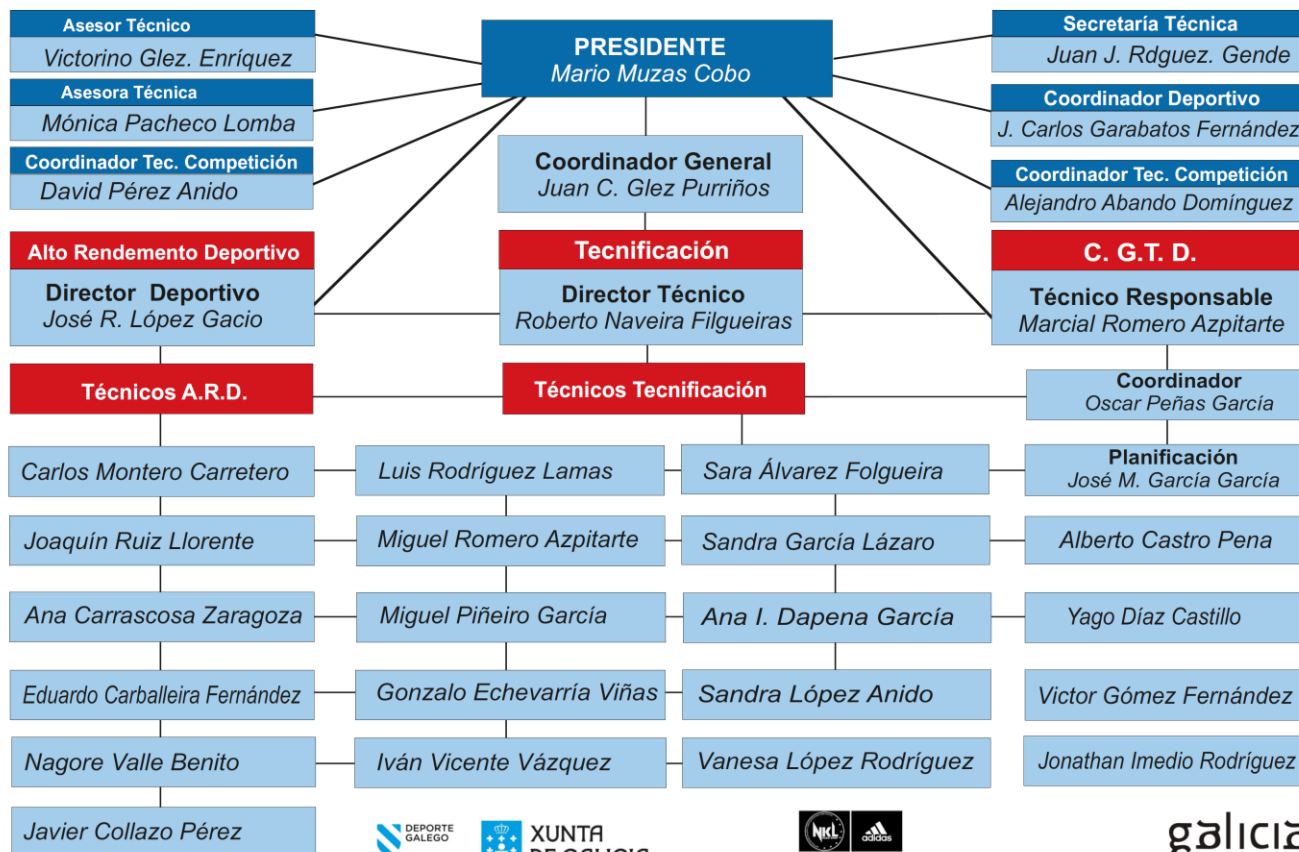 Asesor Técnico
Victorino Glez. Enríquez
Asesora Técnica
Mónica Pacheco Lomba
Coordinador Tec. Competición
David Pérez Anido
PRESIDENTE
Mario Muzas Cobo
Secretaría Técnica
Juan J. Rdguez. Gende
Coordinador Deportivo
J. Carlos Garabatos Fernández
Coordinador Tec. Competición
Alejandro Abando Domínguez
Coordinador General
Juan C. Glez Purriños
Alto Rendemento Deportivo
Director Deportivo
José R. López Gacio
Tecnificación
Director Técnico
Roberto Naveira Filgueiras
C. G.T. D.
Técnico Responsable
Marcial Romero Azpitarte
Técnicos A.R.D.
Técnicos Tecnificación
Coordinador
Oscar Peñas García
Carlos Montero Carretero
Luis Rodríguez Lamas
Sara Álvarez Folgueira
Planificación
José M. García García
Joaquín Ruiz Llorente
Miguel Romero Azpitarte
Sandra García Lázaro
Alberto Castro Pena
Ana Carrascosa Zaragoza
Miguel Piñeiro García
Ana I. Dapena García
Yago Díaz Castillo
Eduardo Carballeira Fernández
Gonzalo Echevarría Viñas
Sandra López Anido
Victor Gómez Fernández
Nagore Valle Benito
Iván Vicente Vázquez
Vanesa López Rodríguez
Jonathan Imedio Rodríguez
Javier Collazo Pérez
DEPORTE
GALEGO
XUNTA
DE GALICIA
NKL
adidas
galicia